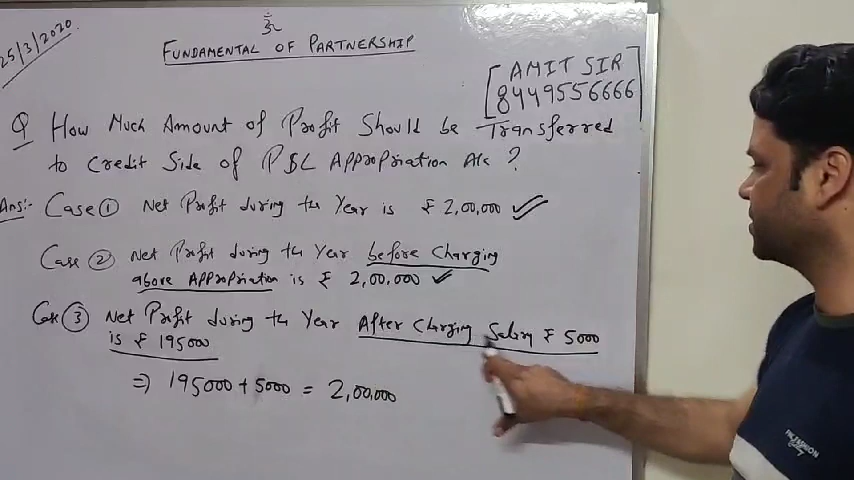 25/3/2020
FUNDAMENTAL OF PARTNERSHIP
AMIT SIR
8449556666
Q How Much Amount of Profit Should be Transferred
to Credit Side of P&L Appropriation A/c ?
Ans:- Case ① Net Profit during the Year is ₹ 2,00,000
Case ② Net Profit during the Year before Charging
above Appropriation is ₹ 2,00,000
Case ③ Net Profit during the Year After Charging Salary ₹ 5000
is ₹ 195000
⇒ 195000 + 5000 = 2,00,000